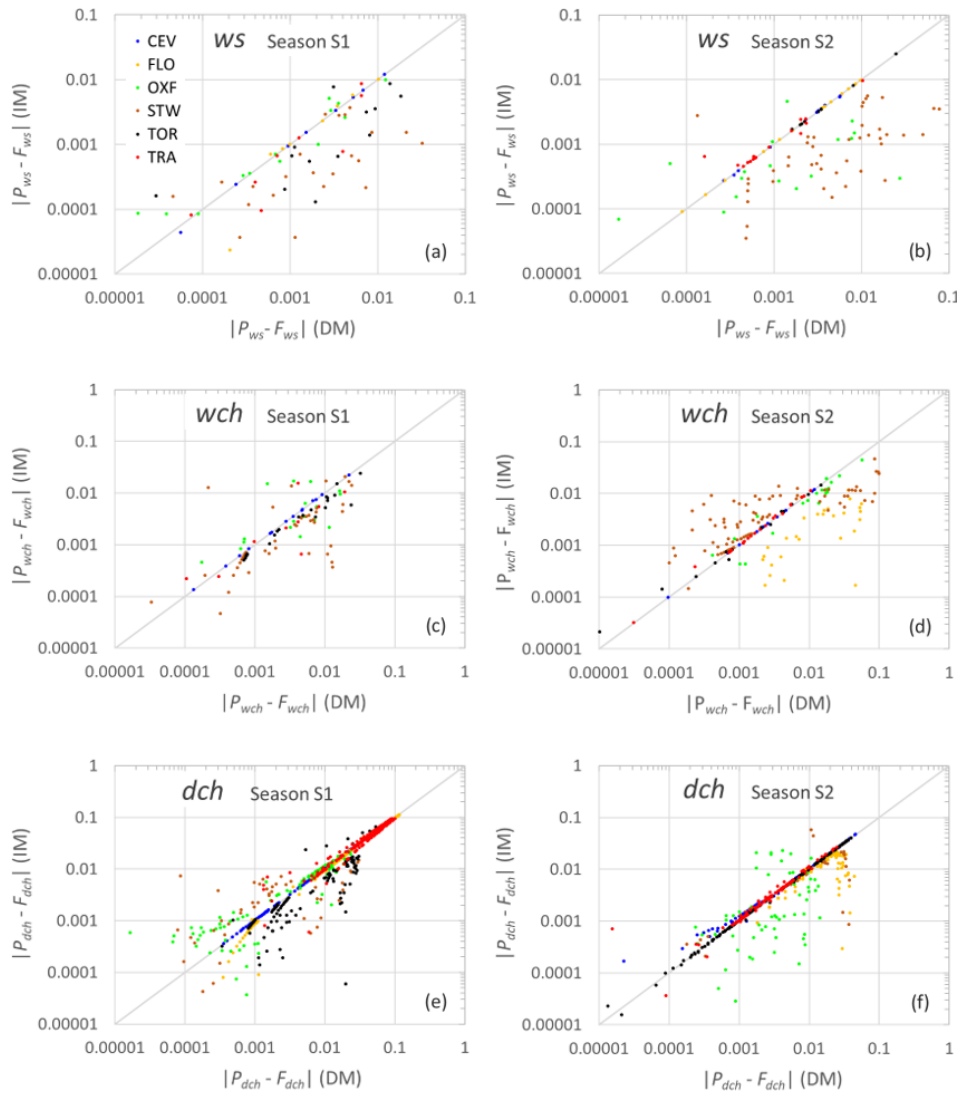 ws Season S1
CEV
FLO
OXF
STW
TOR
TRA
|Pws - Fws| (IM)
0.1
0.01
0.001
0.0001
0.00001
(a)
0.00001 0.0001 0.001 0.01 0.1
|Pws - Fws| (DM)
ws Season S2
|Pws - Fws| (IM)
0.1
0.01
0.001
0.0001
0.00001
(b)
0.00001 0.0001 0.001 0.01 0.1
|Pws - Fws| (DM)
wch Season S1
|Pwch - Fwch| (IM)
1
0.1
0.01
0.001
0.0001
0.00001
(c)
0.00001 0.0001 0.001 0.01 0.1 1
|Pwch - Fwch| (DM)
wch Season S2
|Pwch - Fwch| (IM)
1
0.1
0.01
0.001
0.0001
0.00001
(d)
0.00001 0.0001 0.001 0.01 0.1 1
|Pwch - Fwch| (DM)
dch Season S1
|Pdch - Fdch| (IM)
1
0.1
0.01
0.001
0.0001
0.00001
(e)
0.00001 0.0001 0.001 0.01 0.1 1
|Pdch - Fdch| (DM)
dch Season S2
|Pdch - Fdch| (IM)
1
0.1
0.01
0.001
0.0001
0.00001
(f)
0.00001 0.0001 0.001 0.01 0.1 1
|Pdch - Fdch| (DM)